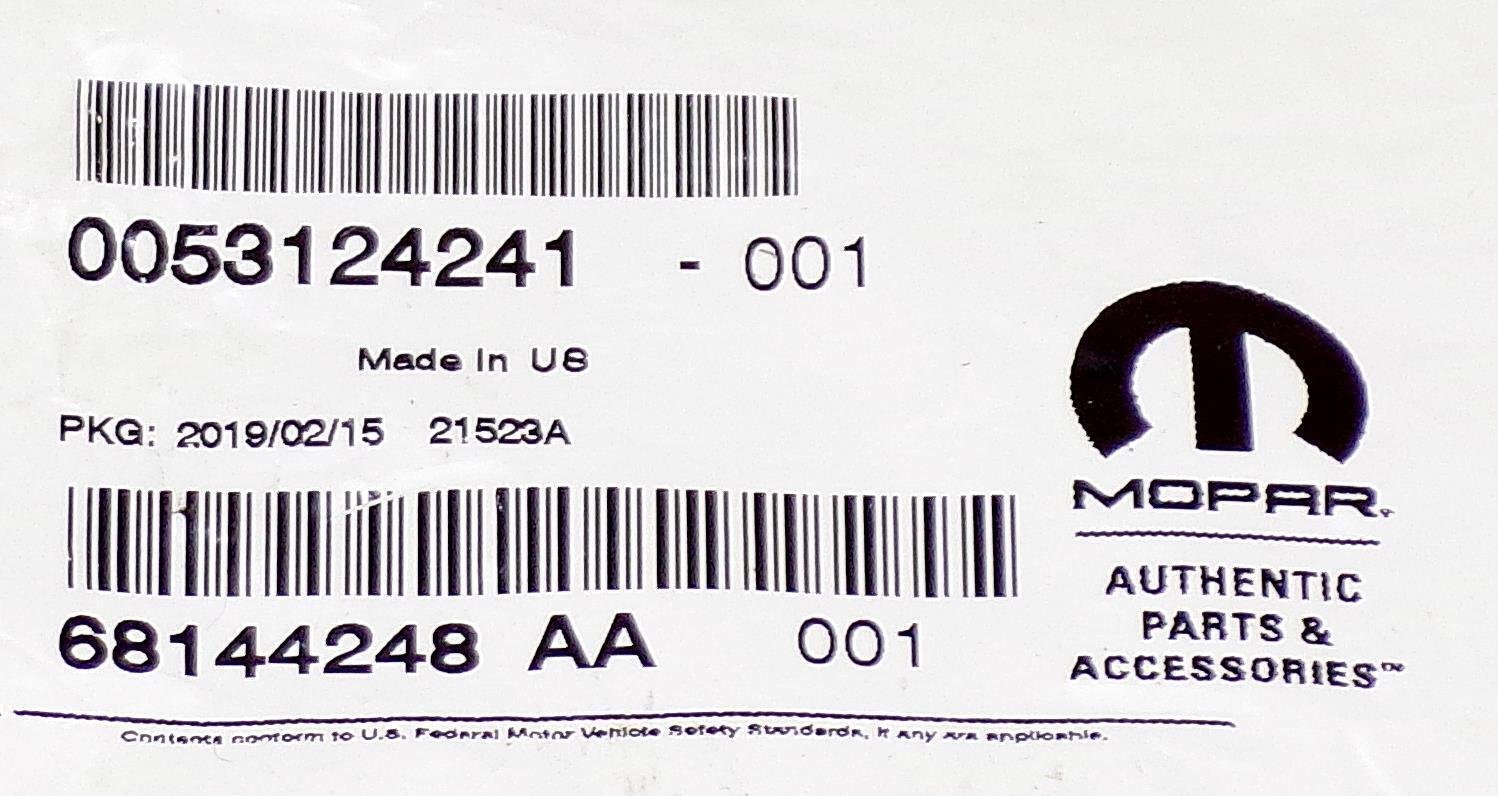 0053124241 - 001
Made In US
PKG: 2019/02/15 21523A
68144248 AA 001
MOPAR®
AUTHENTIC
PARTS &
ACCESSORIES™
Contents conform to U.S. Federal Motor Vehicle Safety Standards, if any are applicable.